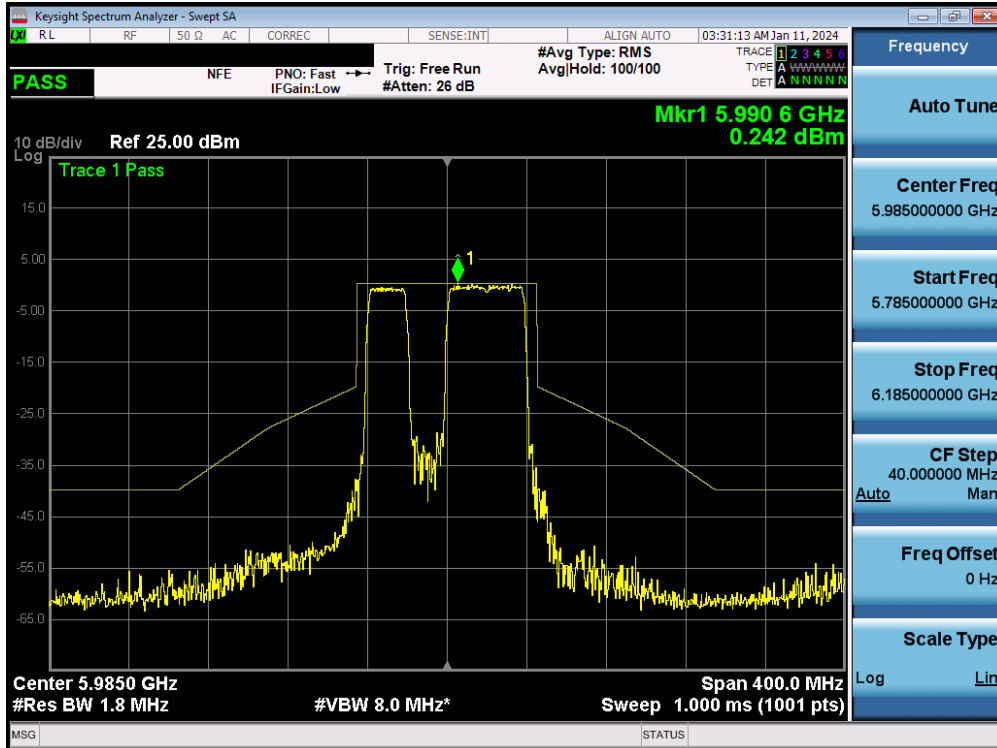 Keysight Spectrum Analyzer - Swept SA
LXI RL RF 50 Ω AC CORREC SENSE:INT ALIGN AUTO 03:31:13 AM Jan 11, 2024
PASS NFE PNO: Fast IFGain:Low Trig: Free Run #Atten: 26 dB
#Avg Type: RMS
Avg|Hold: 100/100
TRACE 1 2 3 4 5 6
TYPE A WWWWW
DET A N N N N N
Mkr1 5.990 6 GHz
0.242 dBm
10 dB/div Ref 25.00 dBm
Log
Trace 1 Pass
1
15.0
5.00
-5.00
-15.0
-25.0
-35.0
-45.0
-55.0
-65.0
Center 5.9850 GHz Span 400.0 MHz
#Res BW 1.8 MHz #VBW 8.0 MHz* Sweep 1.000 ms (1001 pts)
MSG STATUS
Frequency
Auto Tune
Center Freq
5.985000000 GHz
Start Freq
5.785000000 GHz
Stop Freq
6.185000000 GHz
CF Step
40.000000 MHz
Auto Man
Freq Offset
0 Hz
Scale Type
Log Lin